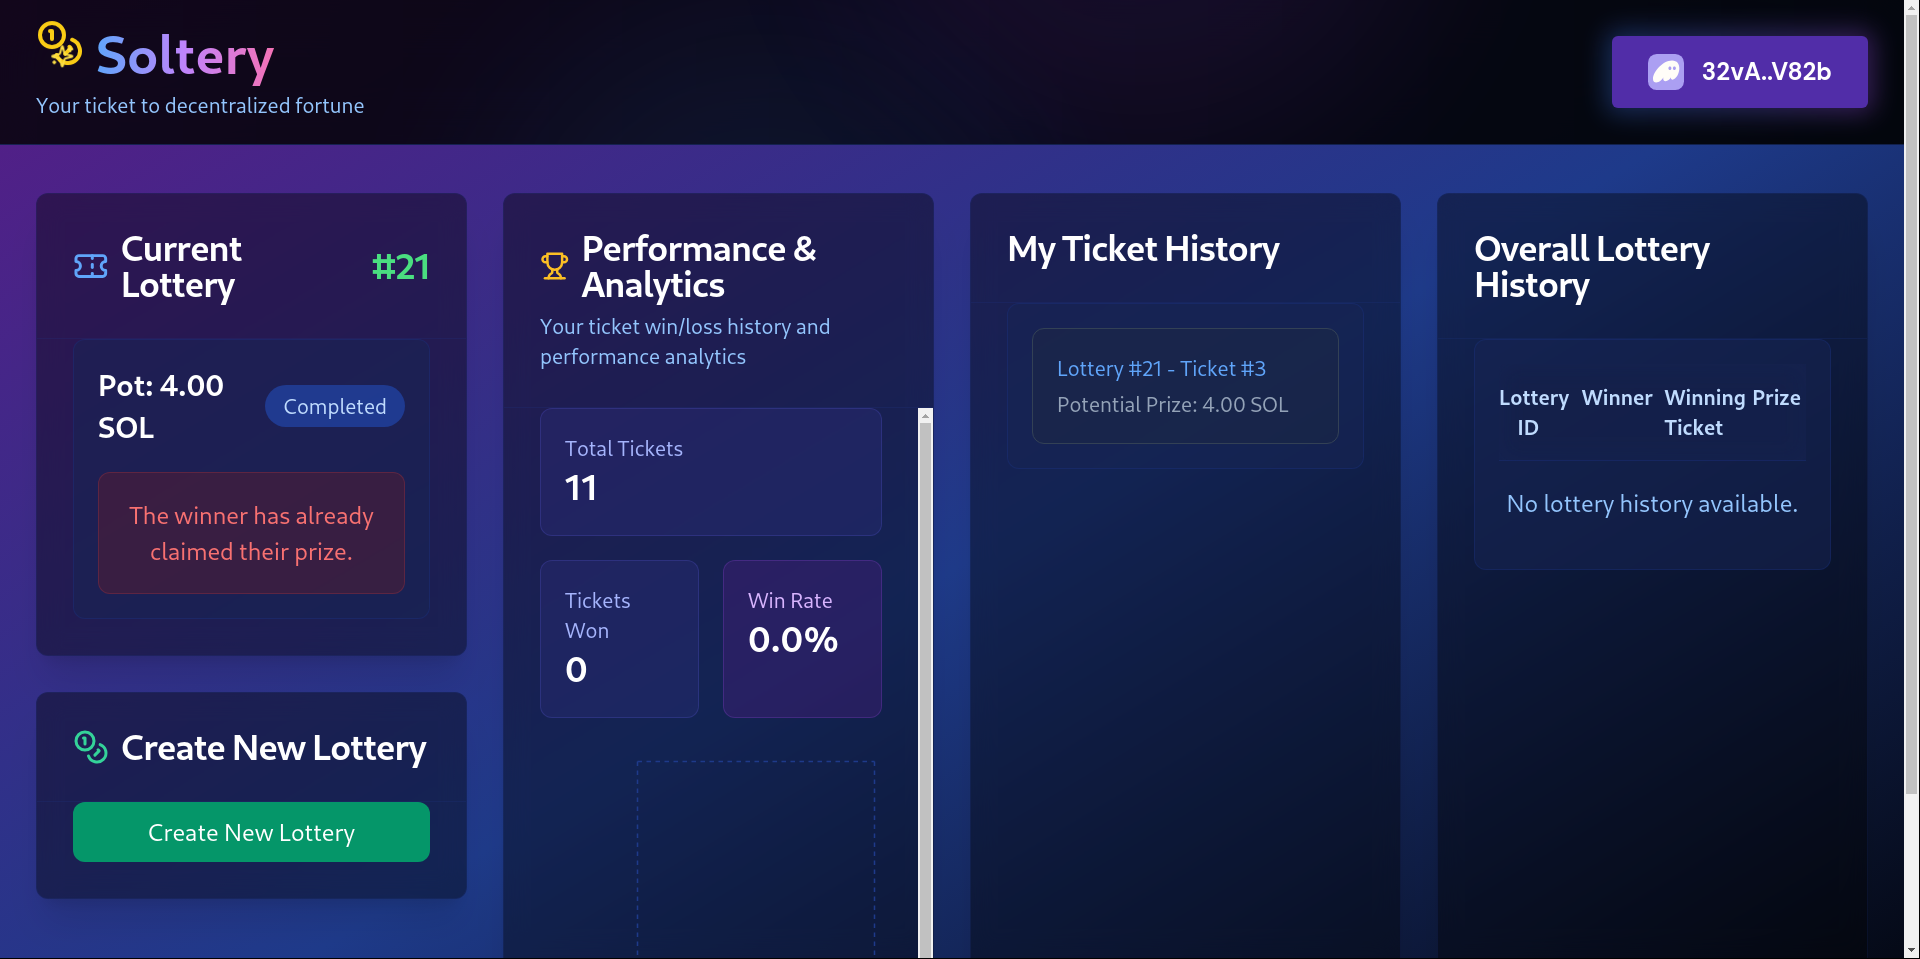 Soltery
Your ticket to decentralized fortune
32vA..V82b
Current
Lottery
#21
Pot: 4.00
SOL
Completed
The winner has already
claimed their prize.
Create New Lottery
Create New Lottery
Performance &
Analytics
Your ticket win/loss history and
performance analytics
Total Tickets
11
Tickets
Won
0
Win Rate
0.0%
My Ticket History
Lottery #21 - Ticket #3
Potential Prize: 4.00 SOL
Overall Lottery
History
Lottery
ID
Winner
Winning
Ticket
Prize
No lottery history available.